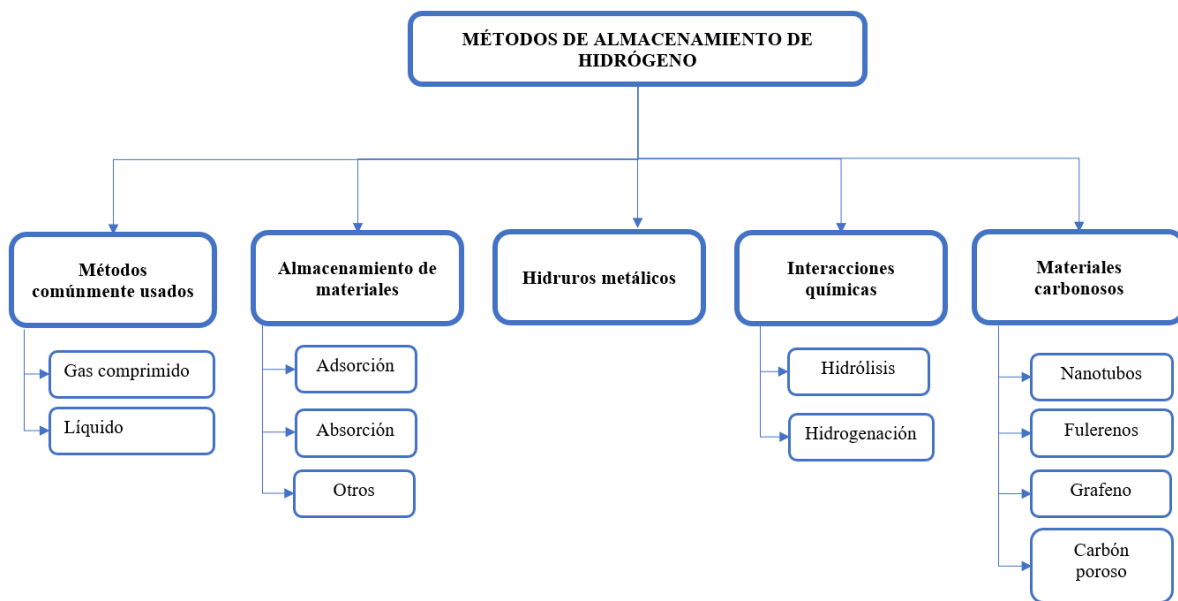 MÉTODOS DE ALMACENAMIENTO DE
HIDRÓGENO
Métodos
comúnmente usados
Gas comprimido
Líquido
Almacenamiento de
materiales
Adsorción
Absorción
Otros
Hidruros metálicos
Interacciones
químicas
Hidrólisis
Hidrogenación
Materiales
carbonosos
Nanotubos
Fulerenos
Grafeno
Carbón
poroso